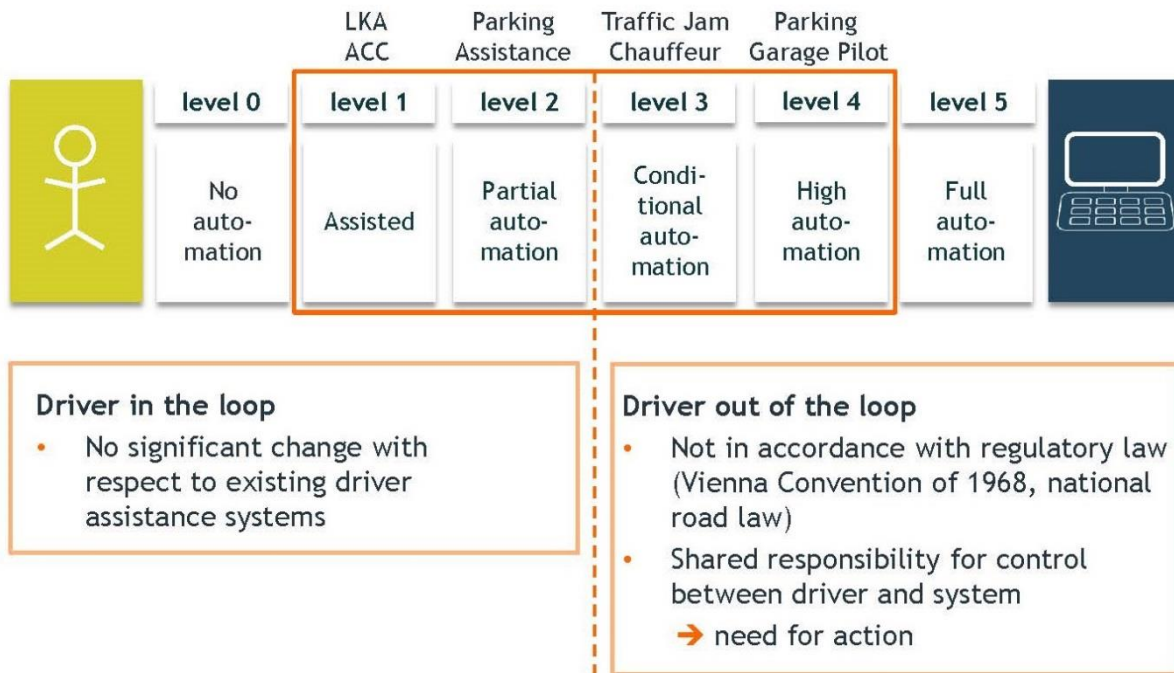 LKA
ACC
Parking
Assistance
Traffic Jam
Chauffeur
Parking
Garage Pilot
level 0
level 1
level 2
level 3
level 4
level 5
No
auto-
mation
Assisted
Partial
auto-
mation
Condi-
tional
auto-
mation
High
auto-
mation
Full
auto-
mation
Driver in the loop
• No significant change with
respect to existing driver
assistance systems
Driver out of the loop
• Not in accordance with regulatory law
(Vienna Convention of 1968, national
road law)
• Shared responsibility for control
between driver and system
➔ need for action